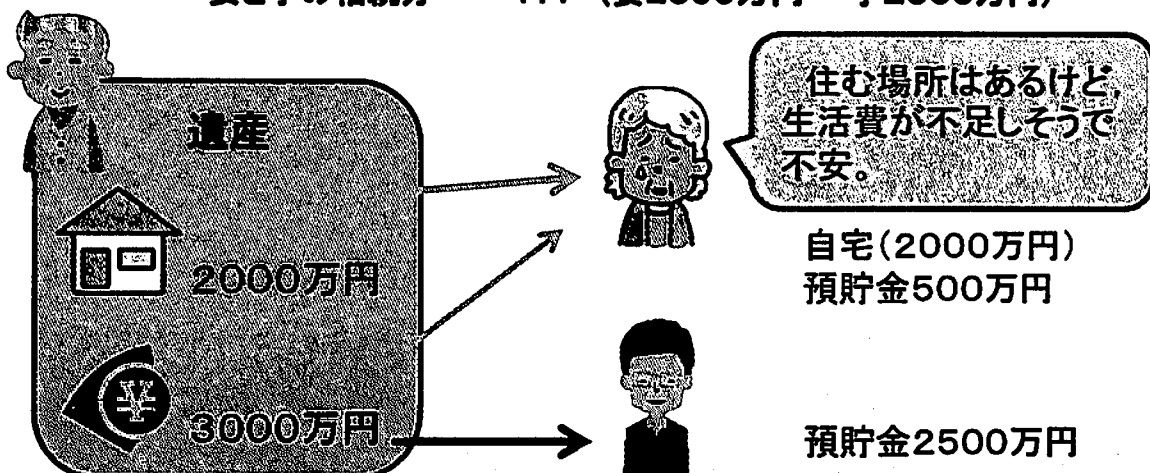 遺産
2000万円
3000万円
住む場所はあるけど,
生活費が不足しそうで
不安。
自宅(2000万円)
預貯金500万円
預貯金2500万円